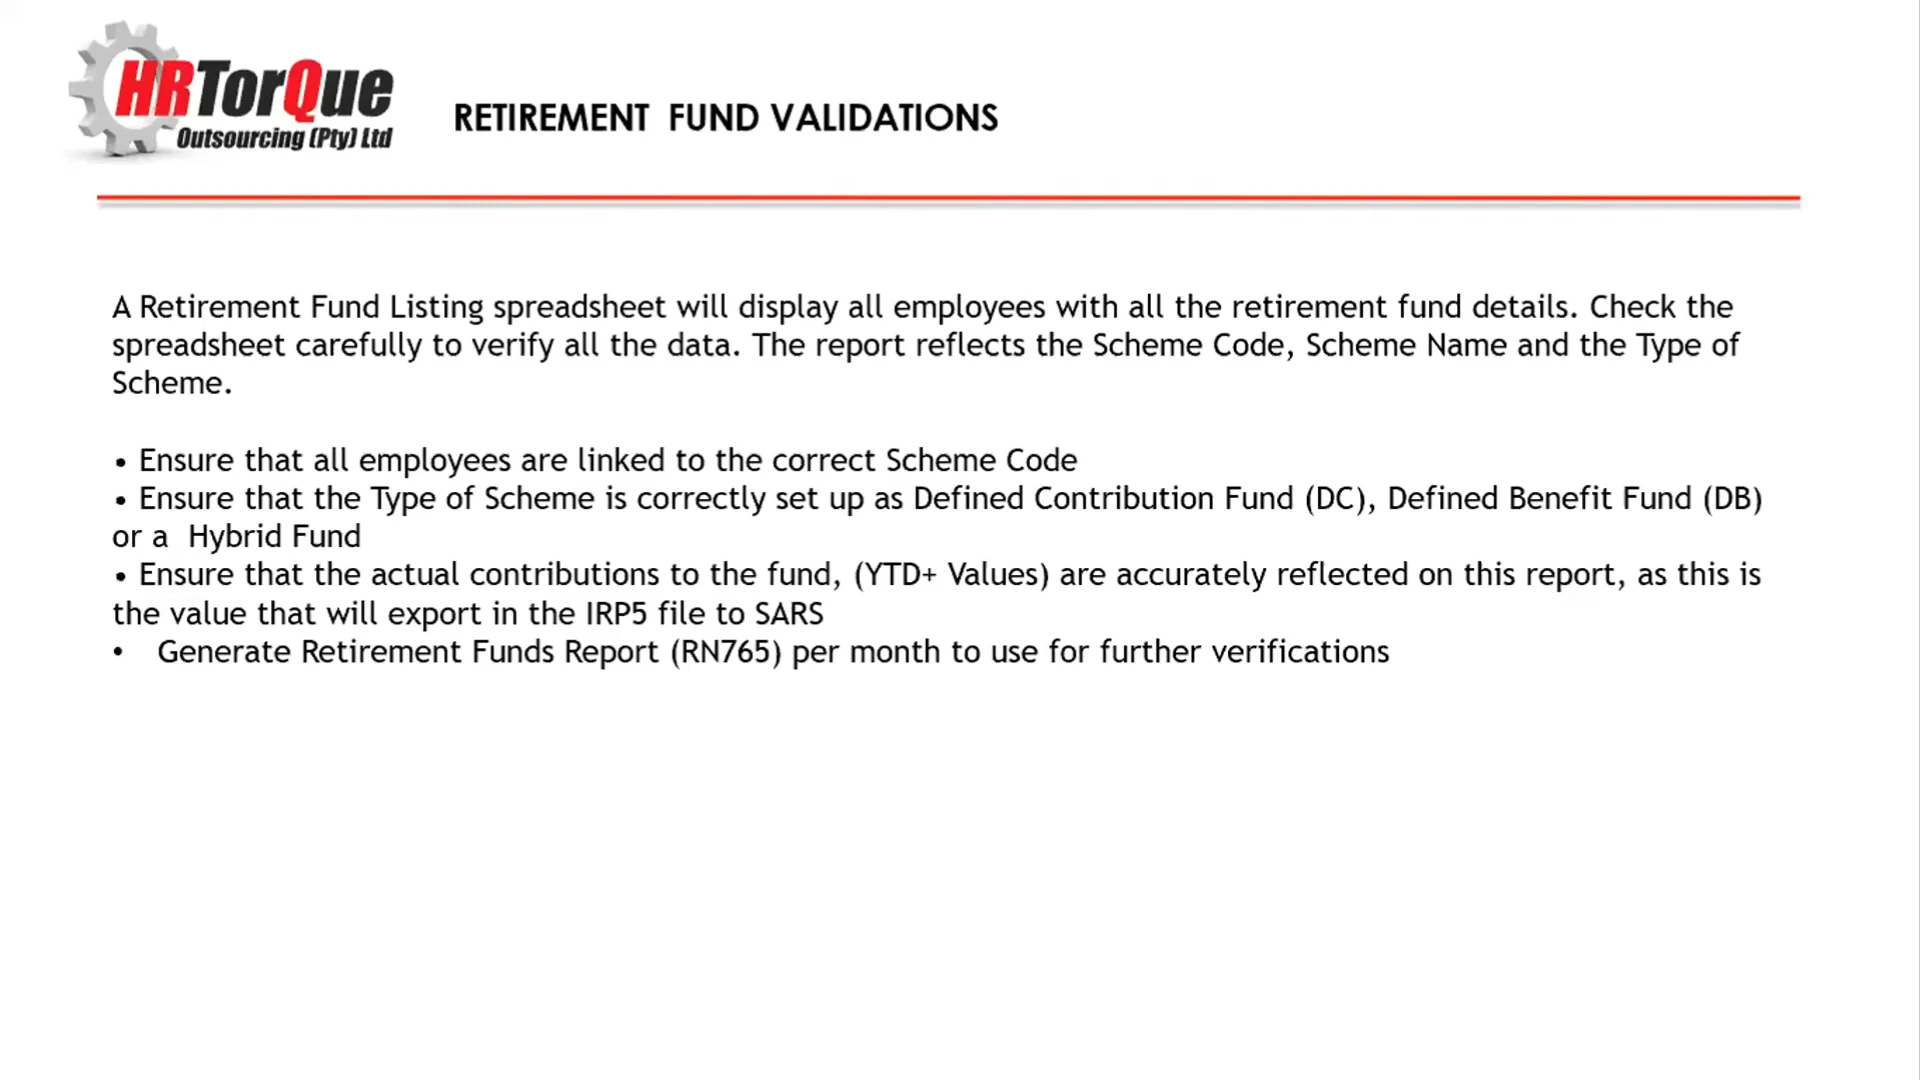 HRTorQue
Outsourcing (Pty) Ltd
RETIREMENT FUND VALIDATIONS
A Retirement Fund Listing spreadsheet will display all employees with all the retirement fund details. Check the
spreadsheet carefully to verify all the data. The report reflects the Scheme Code, Scheme Name and the Type of
Scheme.
• Ensure that all employees are linked to the correct Scheme Code
• Ensure that the Type of Scheme is correctly set up as Defined Contribution Fund (DC), Defined Benefit Fund (DB)
or a Hybrid Fund
• Ensure that the actual contributions to the fund, (YTD+ Values) are accurately reflected on this report, as this is
the value that will export in the IRP5 file to SARS
• Generate Retirement Funds Report (RN765) per month to use for further verifications